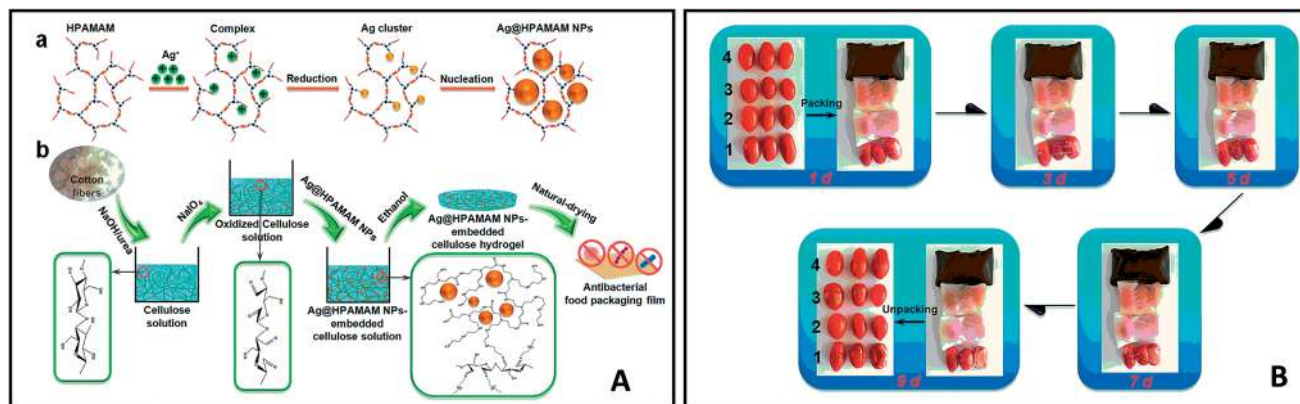 a
HPAMAM
Complex
Ag cluster
Ag@HPAMAM NPs
Ag⁺
Reduction
Nucleation
b
Cotton
fibers
NaOH/urea
NaIO₄
Oxidized Cellulose
solution
Ag@HPAMAM NPs
Ethanol
Ag@HPAMAM NPs-
embedded
cellulose hydrogel
Natural-drying
Antibacterial
food packaging film
Cellulose
solution
Ag@HPAMAM NPs-
embedded
cellulose solution
A
4
3
2
1
Packing
1 d
3 d
5 d
4
3
2
1
Unpacking
9 d
7 d
B